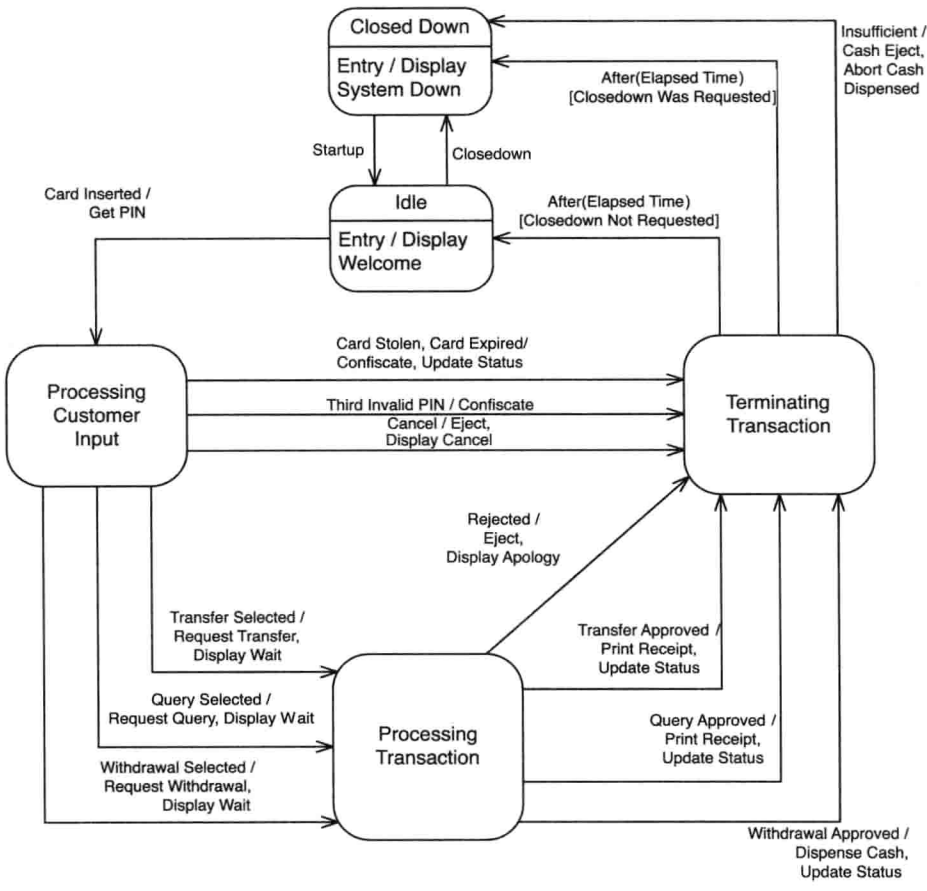 Closed Down
Entry / Display
System Down
Insufficient /
Cash Eject,
Abort Cash
Dispensed
After(Elapsed Time)
[Closedown Was Requested]
Startup
Closedown
Card Inserted /
Get PIN
Idle
Entry / Display
Welcome
After(Elapsed Time)
[Closedown Not Requested]
Processing
Customer
Input
Card Stolen, Card Expired/
Confiscate, Update Status
Third Invalid PIN / Confiscate
Cancel / Eject,
Display Cancel
Terminating
Transaction
Rejected /
Eject,
Display Apology
Transfer Selected /
Request Transfer,
Display Wait
Transfer Approved /
Print Receipt,
Update Status
Query Selected /
Request Query, Display Wait
Processing
Transaction
Query Approved /
Print Receipt,
Update Status
Withdrawal Selected /
Request Withdrawal,
Display Wait
Withdrawal Approved /
Dispense Cash,
Update Status